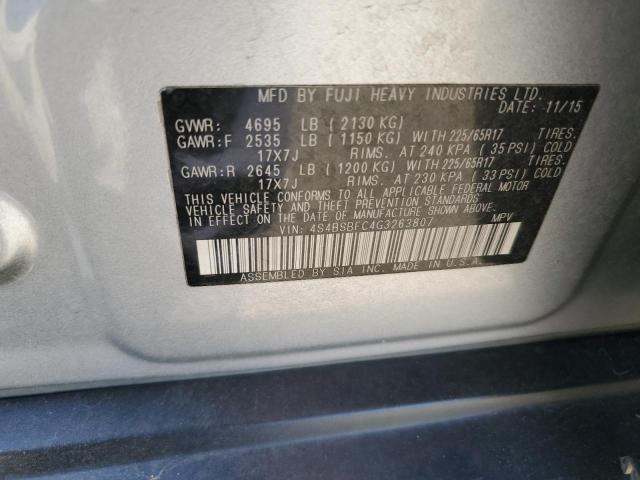 MFD BY FUJI HEAVY INDUSTRIES LTD.
DATE: 11/15
GVWR: 4695 LB ( 2130 KG)
GAWR:F 2535 LB ( 1150 KG) WITH 225/65R17 TIRES.
17X7J RIMS. AT 240 KPA ( 35 PSI) COLD
GAWR:R 2645 LB ( 1200 KG) WITH 225/65R17 TIRES.
17X7J RIMS. AT 230 KPA ( 33 PSI) COLD
THIS VEHICLE CONFORMS TO ALL APPLICABLE FEDERAL MOTOR
VEHICLE SAFETY AND THEFT PREVENTION STANDARDS
IN EFFECT ON THE DATE OF MANUFACTURE SHOWN ABOVE.
VIN: 4S4BSBFC4G3263807 MPV
ASSEMBLED BY SIA INC. MADE IN U.S.A.